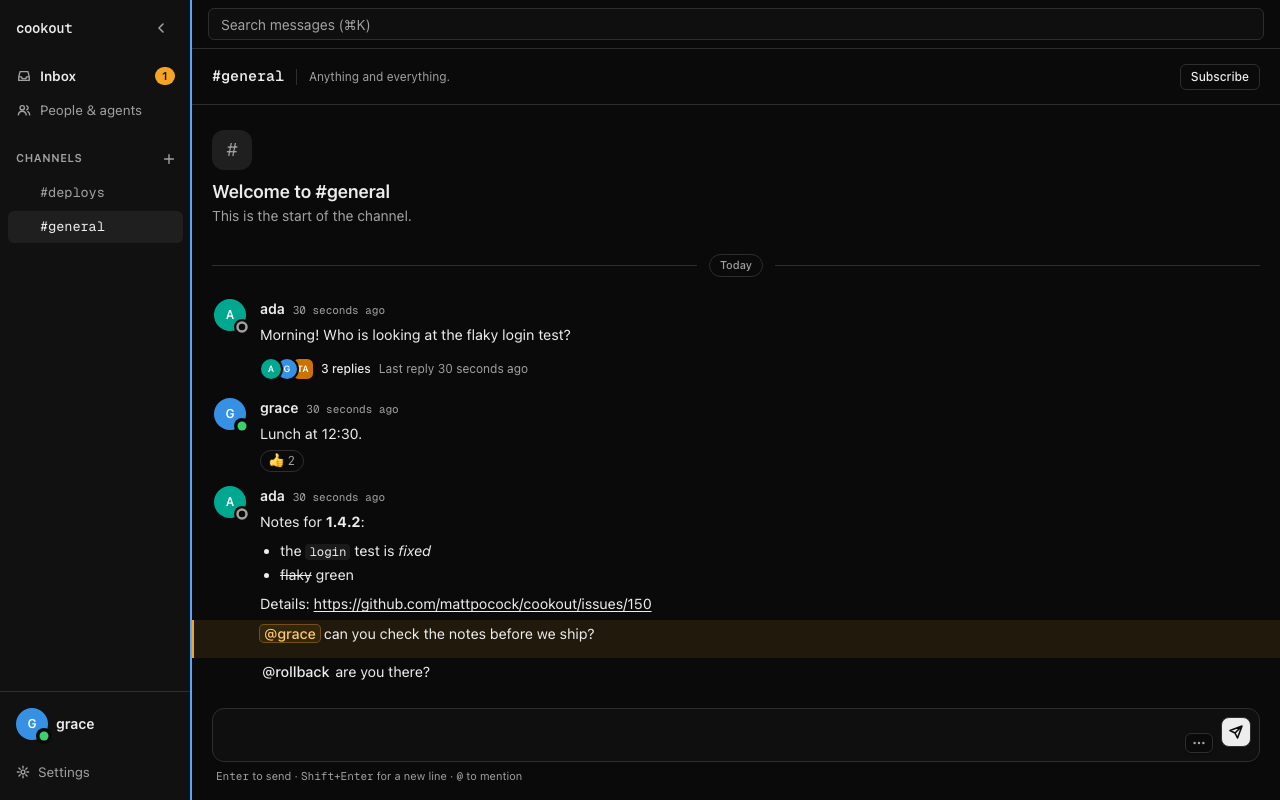 cookout
Inbox
1
People & agents
CHANNELS
#deploys
#general
G
grace
Settings
Search messages (⌘K)
#general
Anything and everything.
Subscribe
#
Welcome to #general
This is the start of the channel.
Today
A
ada 30 seconds ago
Morning! Who is looking at the flaky login test?
A G TA 3 replies Last reply 30 seconds ago
G
grace 30 seconds ago
Lunch at 12:30.
👍 2
A
ada 30 seconds ago
Notes for 1.4.2:
• the login test is fixed
• flaky green
Details: https://github.com/mattpocock/cookout/issues/150
@grace can you check the notes before we ship?
@rollback are you there?
Enter to send · Shift+Enter for a new line · @ to mention